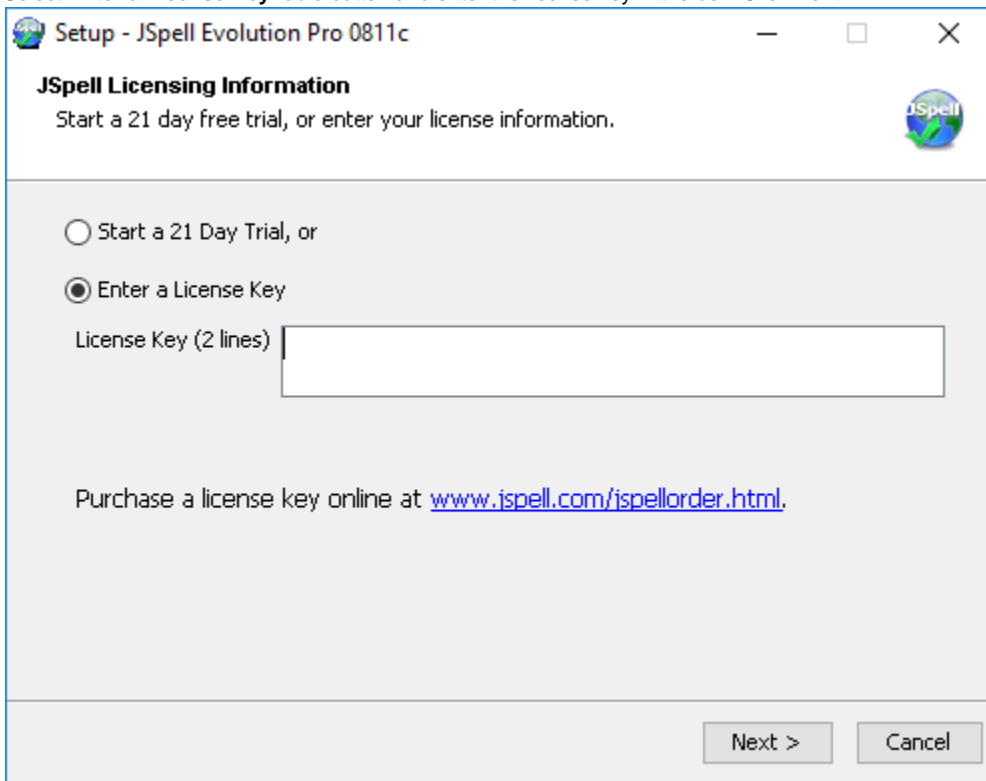 Setup - JSpell Evolution Pro 0811c
JSpell Licensing Information
Start a 21 day free trial, or enter your license information.
JSpell
Start a 21 Day Trial, or
Enter a License Key
License Key (2 lines)
Purchase a license key online at www.jspell.com/jspellorder.html.
Next >
Cancel